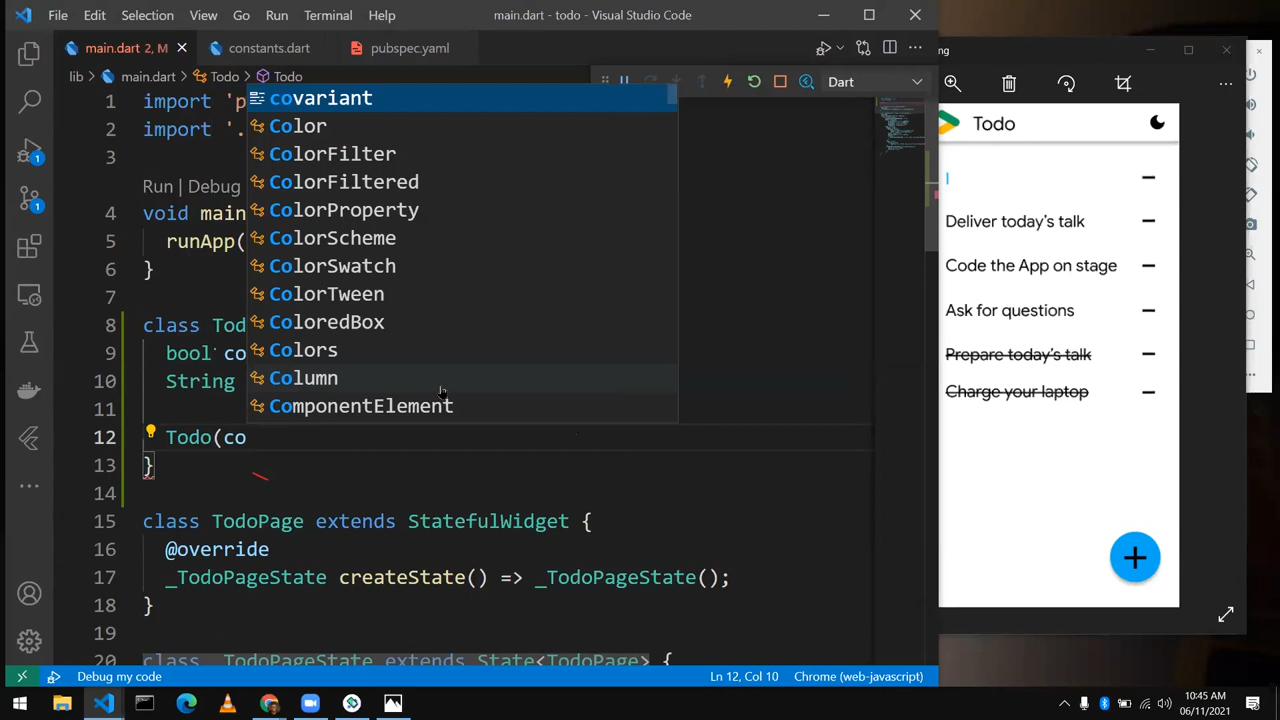 File Edit Selection View Go Run Terminal Help main.dart - todo - Visual Studio Code
main.dart 2, M constants.dart pubspec.yaml
lib main.dart Todo Todo
Dart
1 import 'p
2 import '.
3
Run | Debug
4 void main
5 runApp(
6 }
7
8 class Tod
9 bool co
10 String
11
12 Todo(co
13 }
14
15 class TodoPage extends StatefulWidget {
16 @override
17 _TodoPageState createState() => _TodoPageState();
18 }
19
20 class _TodoPageState extends State<TodoPage> {
covariant
Color
ColorFilter
ColorFiltered
ColorProperty
ColorScheme
ColorSwatch
ColorTween
ColoredBox
Colors
Column
ComponentElement
1
1
Debug my code Ln 12, Col 10 Chrome (web-javascript)
ng
Todo
Deliver today's talk
Code the App on stage
Ask for questions
Prepare today's talk
Charge your laptop
10:45 AM
06/11/2021